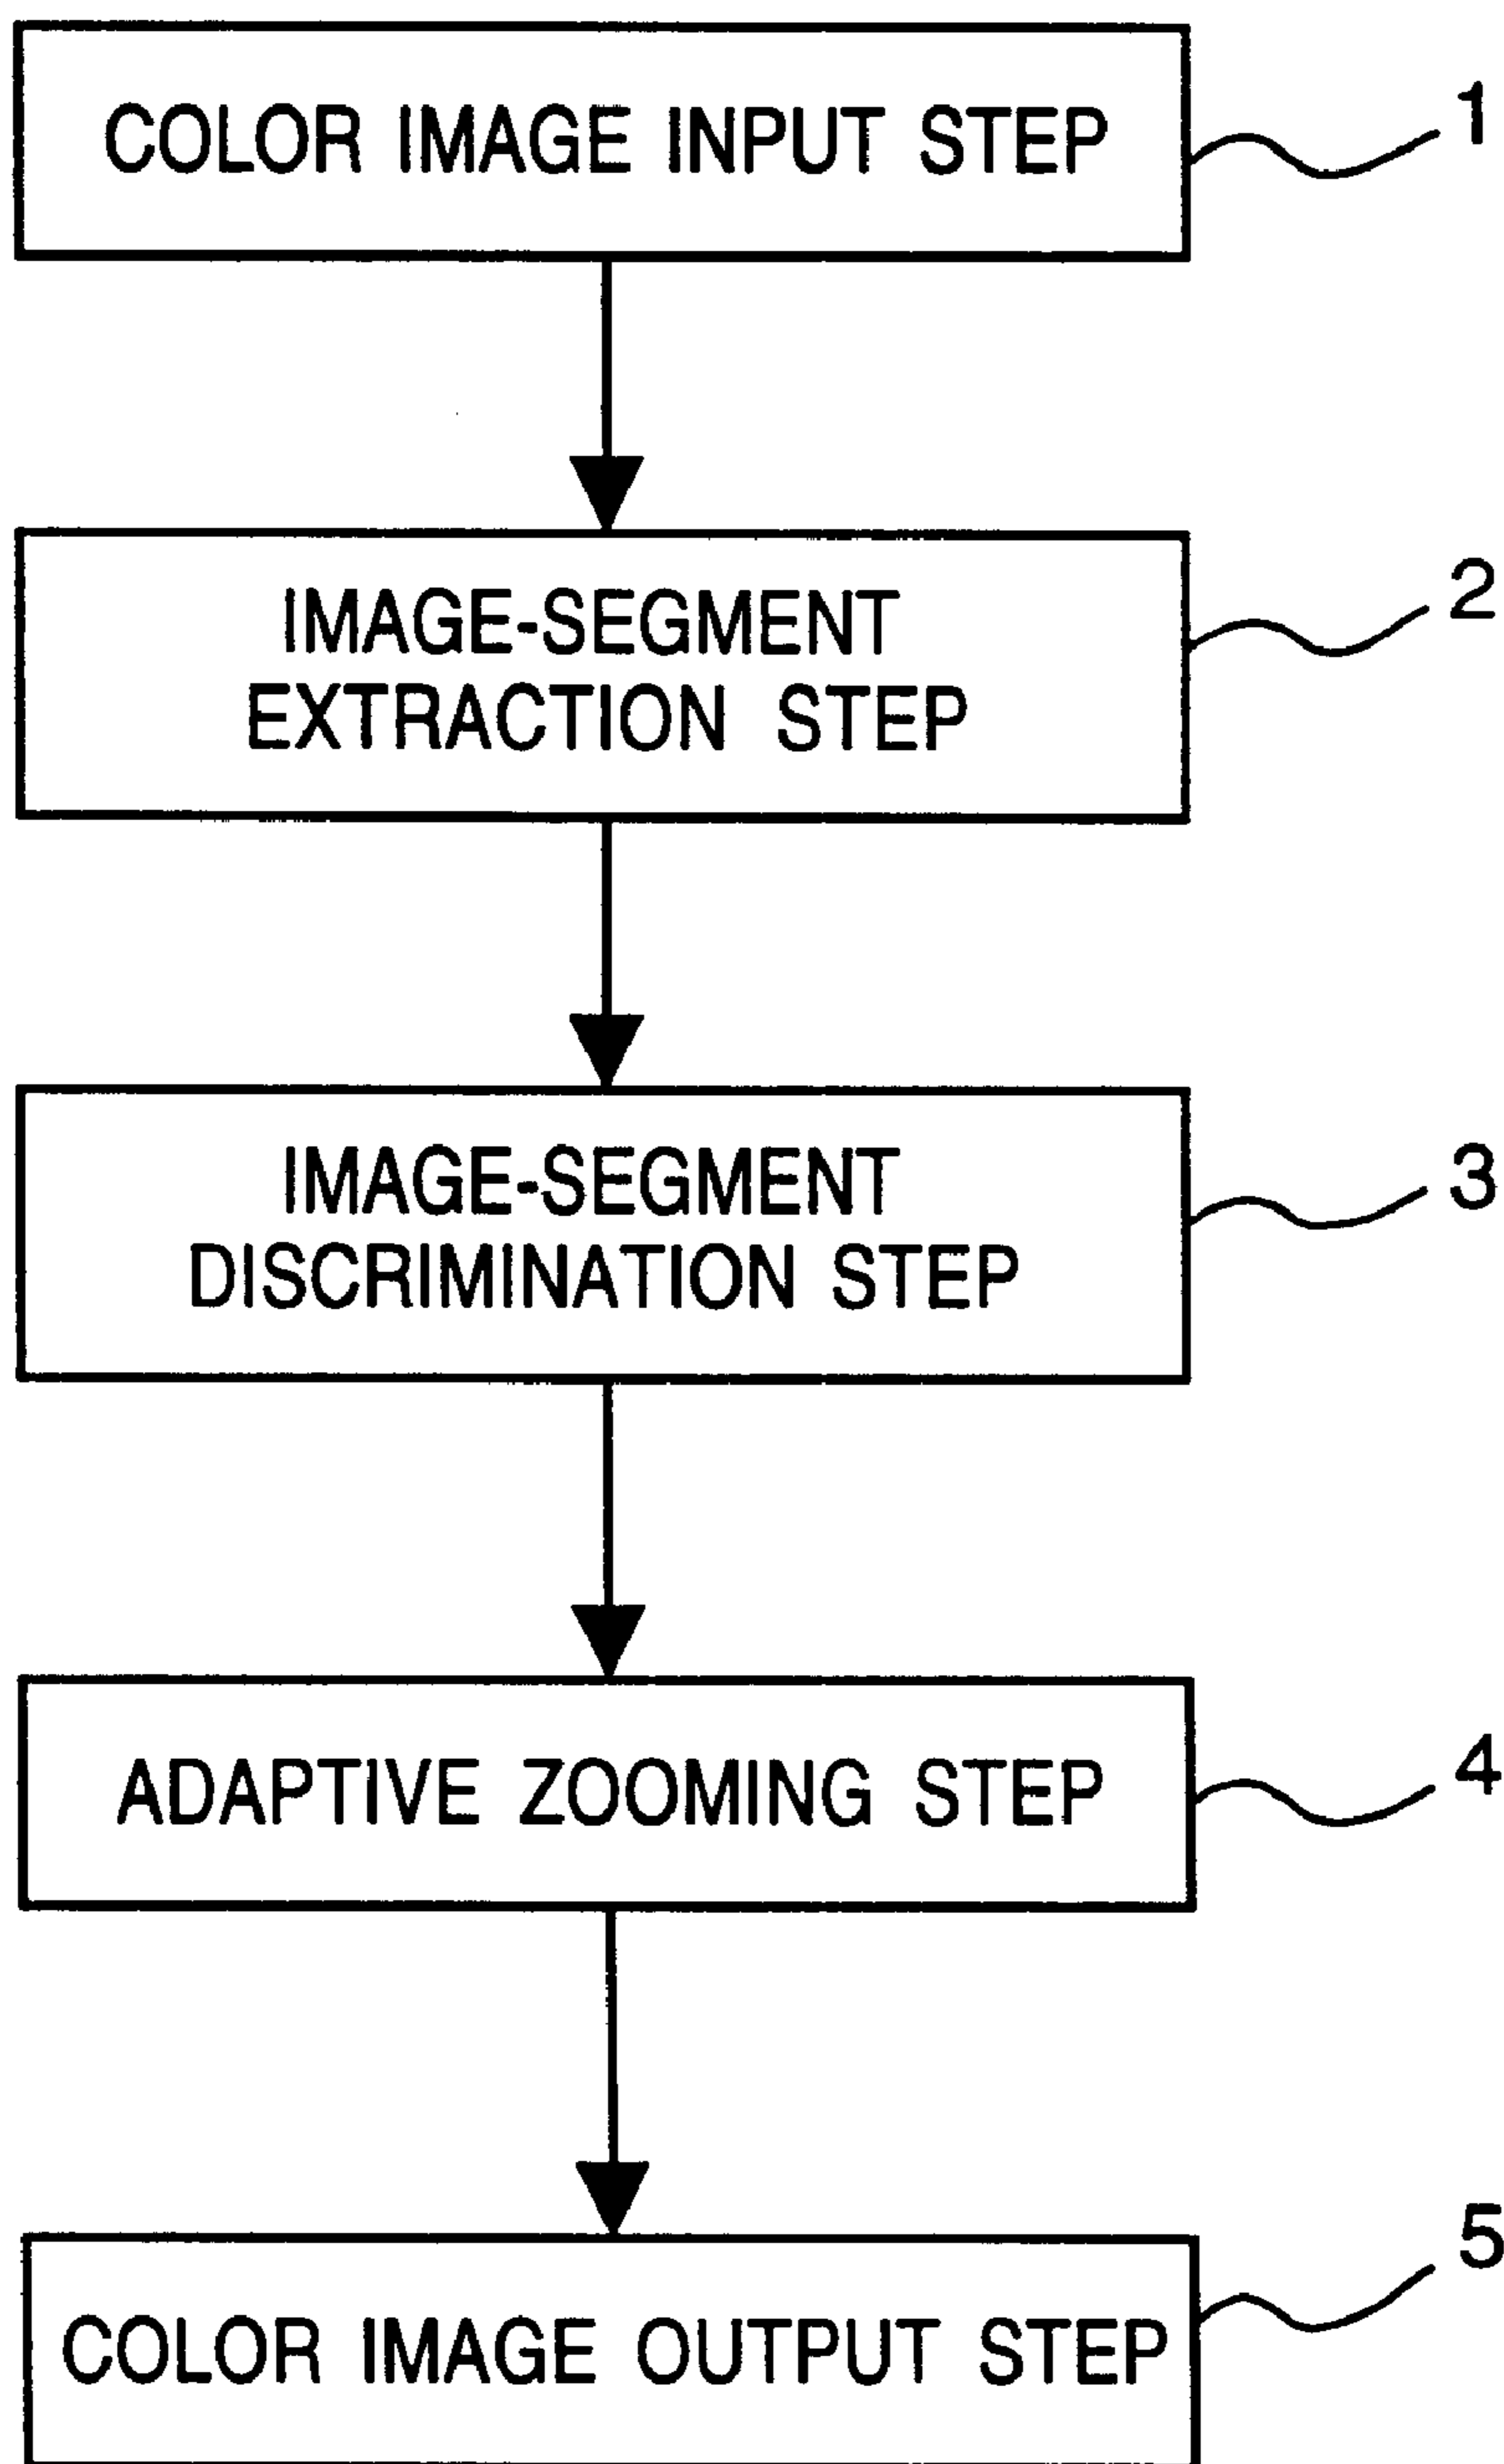 COLOR IMAGE INPUT STEP
1
IMAGE-SEGMENT
EXTRACTION STEP
2
IMAGE-SEGMENT
DISCRIMINATION STEP
3
ADAPTIVE ZOOMING STEP
4
COLOR IMAGE OUTPUT STEP
5